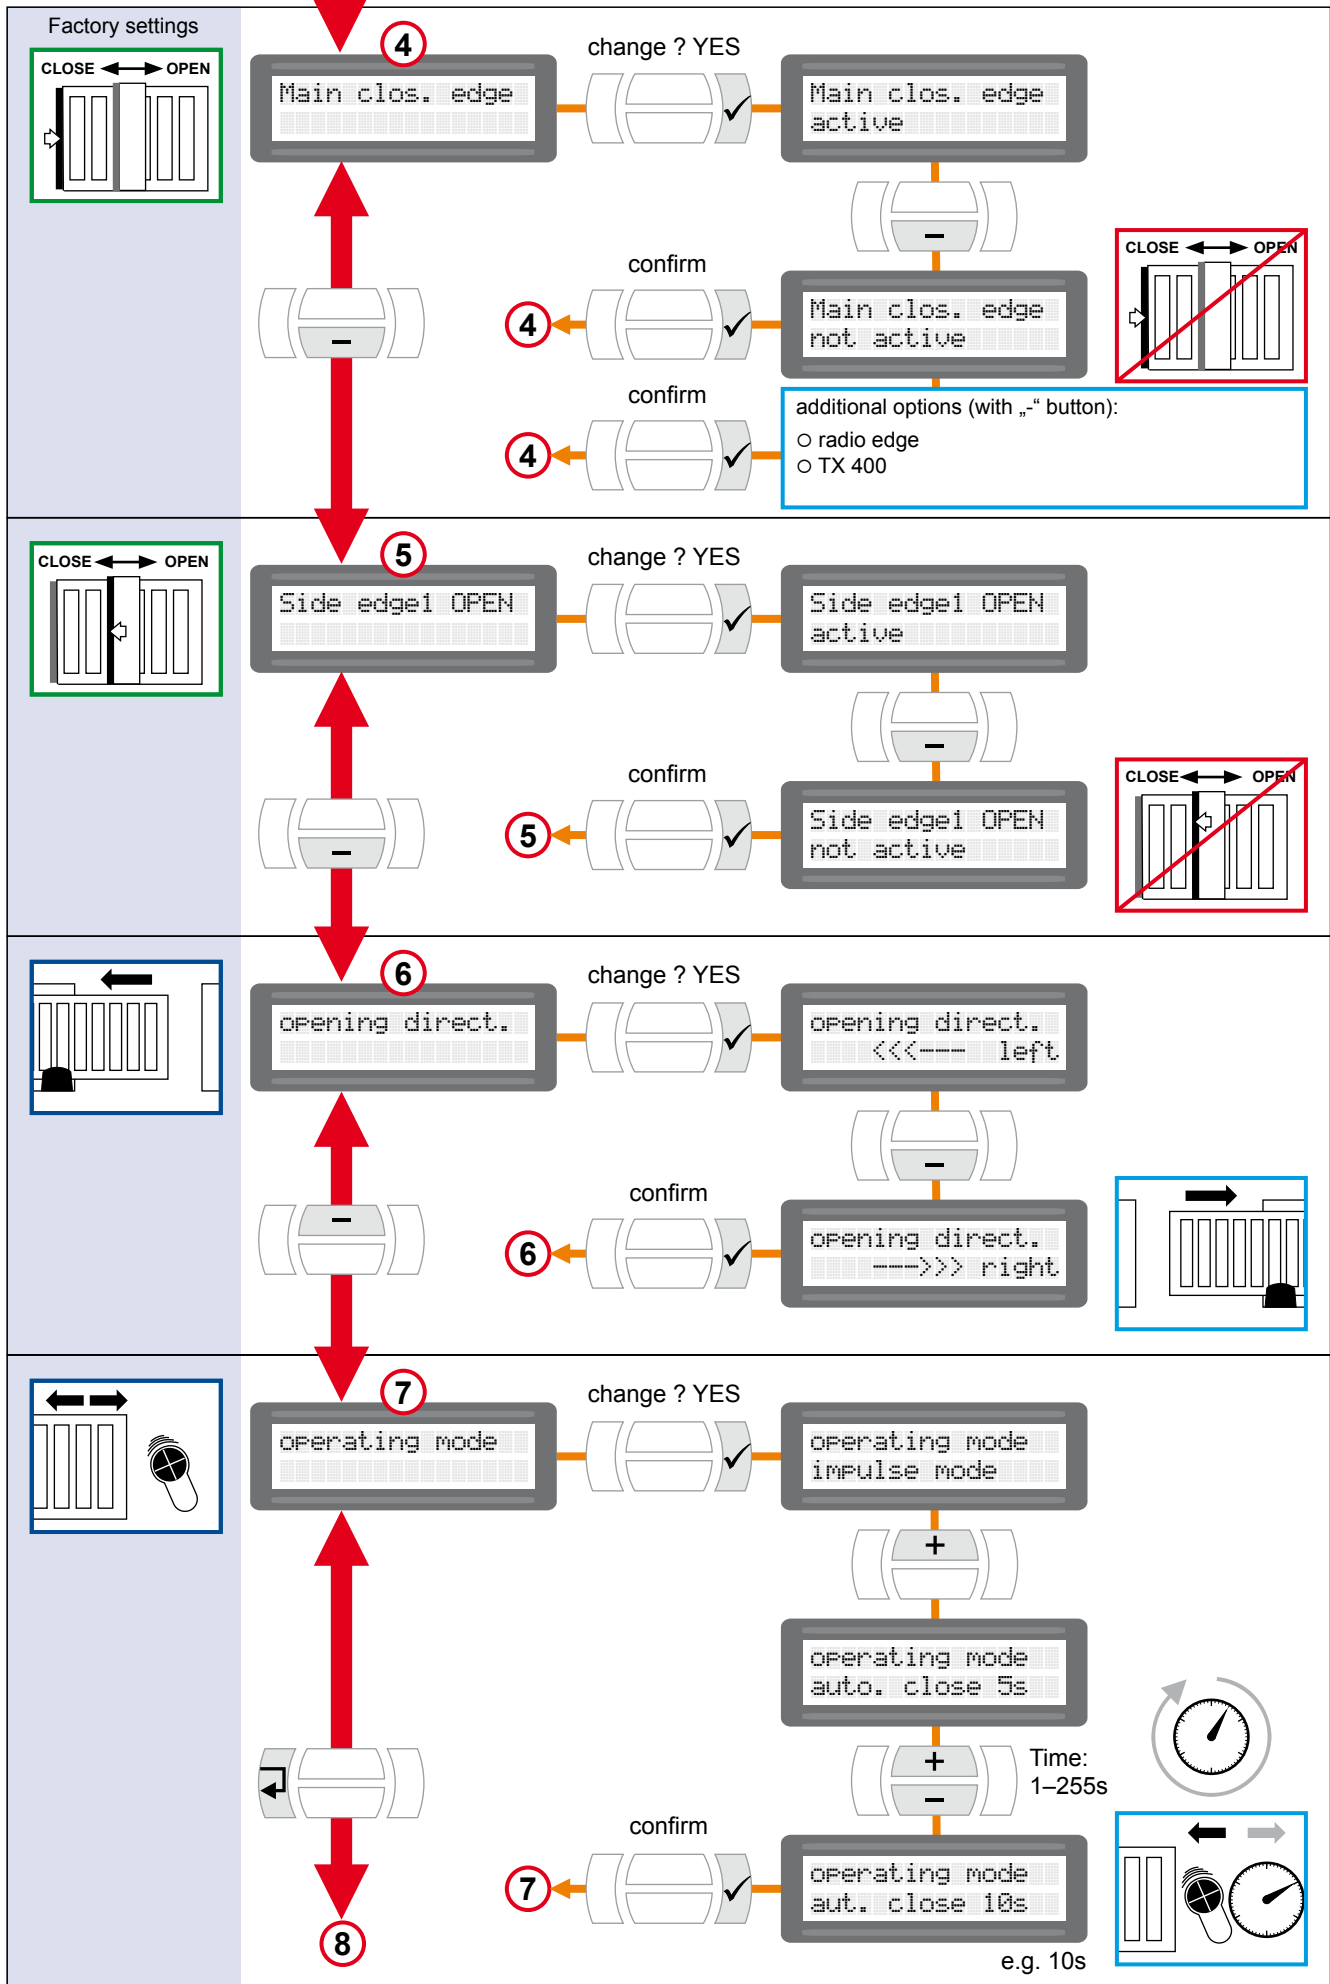 Factory settings
CLOSE OPEN
4
Main clos. edge
change ? YES
✓
Main clos. edge
active
−
−
confirm
4
✓
Main clos. edge
not active
CLOSE OPEN
confirm
4
✓
additional options (with „-“ button):
○ radio edge
○ TX 400
CLOSE OPEN
5
Side edge1 OPEN
change ? YES
✓
Side edge1 OPEN
active
−
−
confirm
5
✓
Side edge1 OPEN
not active
CLOSE OPEN
6
opening direct.
change ? YES
✓
opening direct.
<<<--- left
−
−
confirm
6
✓
opening direct.
--->>> right
7
operating mode
change ? YES
✓
operating mode
impulse mode
+
operating mode
auto. close 5s
+
−
Time:
1–255s
confirm
7
✓
operating mode
aut. close 10s
e.g. 10s
8